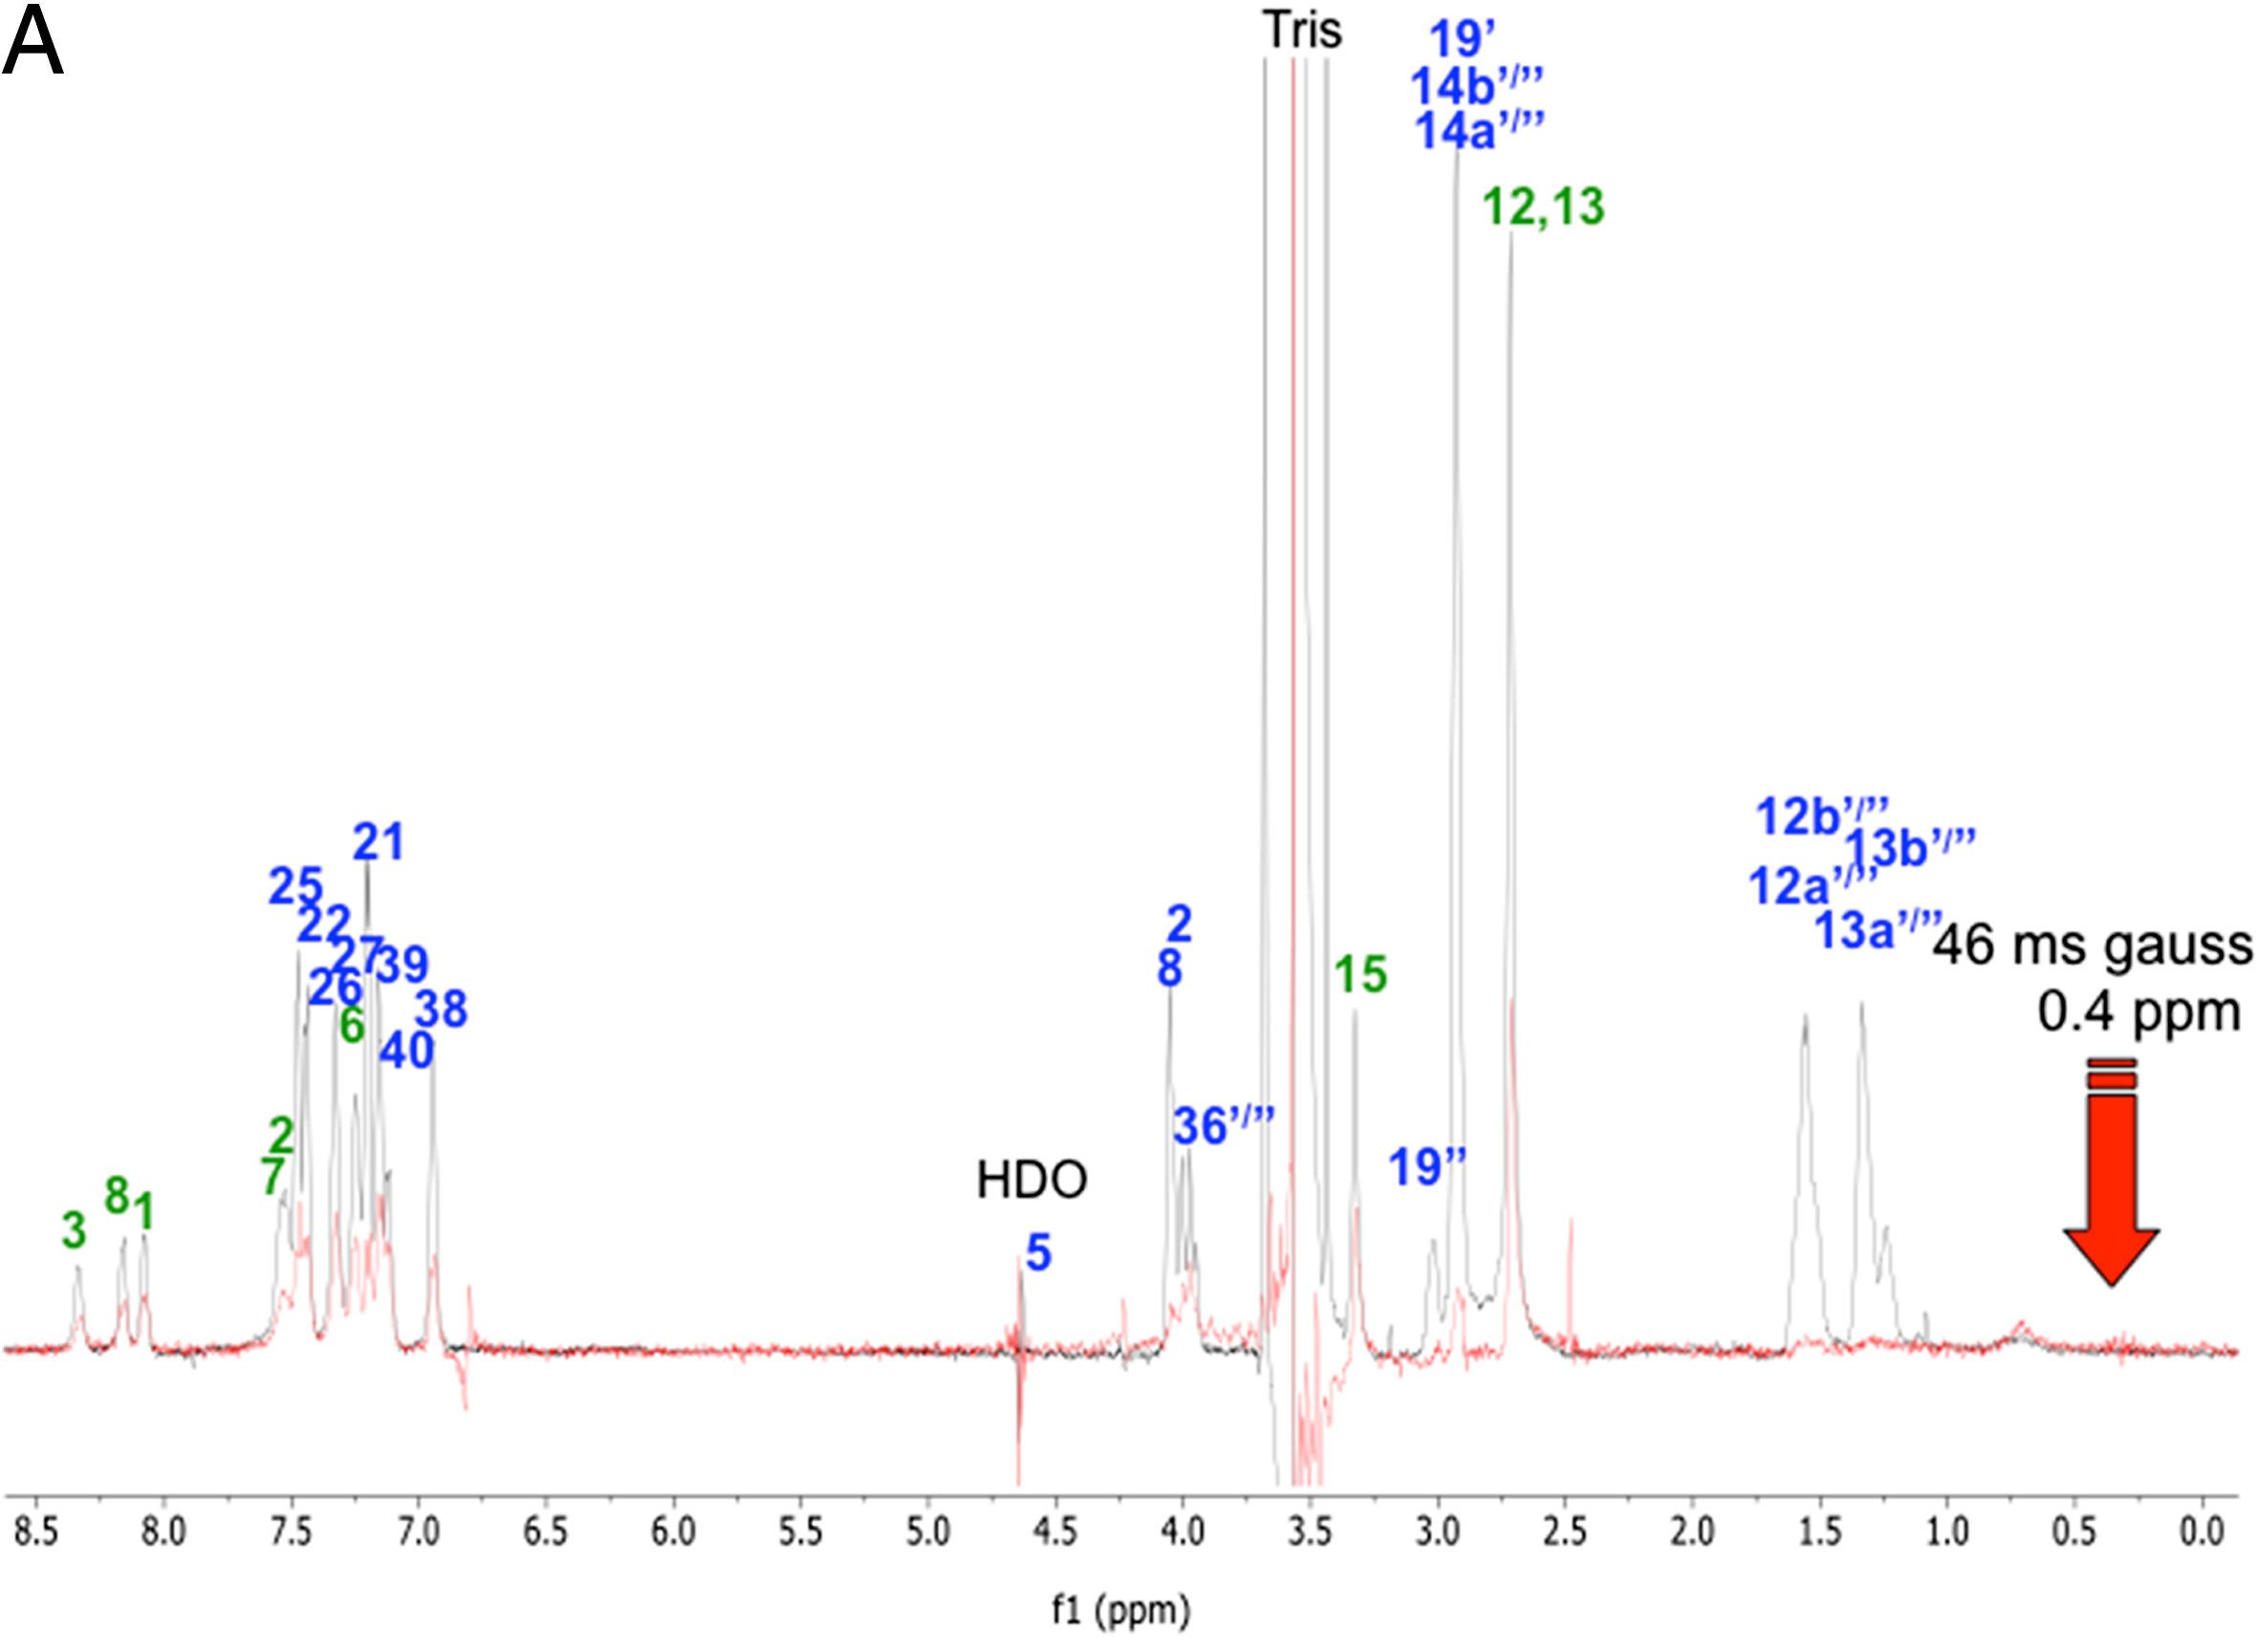 A
Tris
19’
14b’/’’
14a’/’’
12,13
21
25
22
27
39
26
38
6
40
2
7
8
1
3
HDO
5
2
8
36’/’’
15
19’’
12b’/’’
13b’/’’
12a’/’’
13a’/’’
46 ms gauss
0.4 ppm
8.5 8.0 7.5 7.0 6.5 6.0 5.5 5.0 4.5 4.0 3.5 3.0 2.5 2.0 1.5 1.0 0.5 0.0
f1 (ppm)